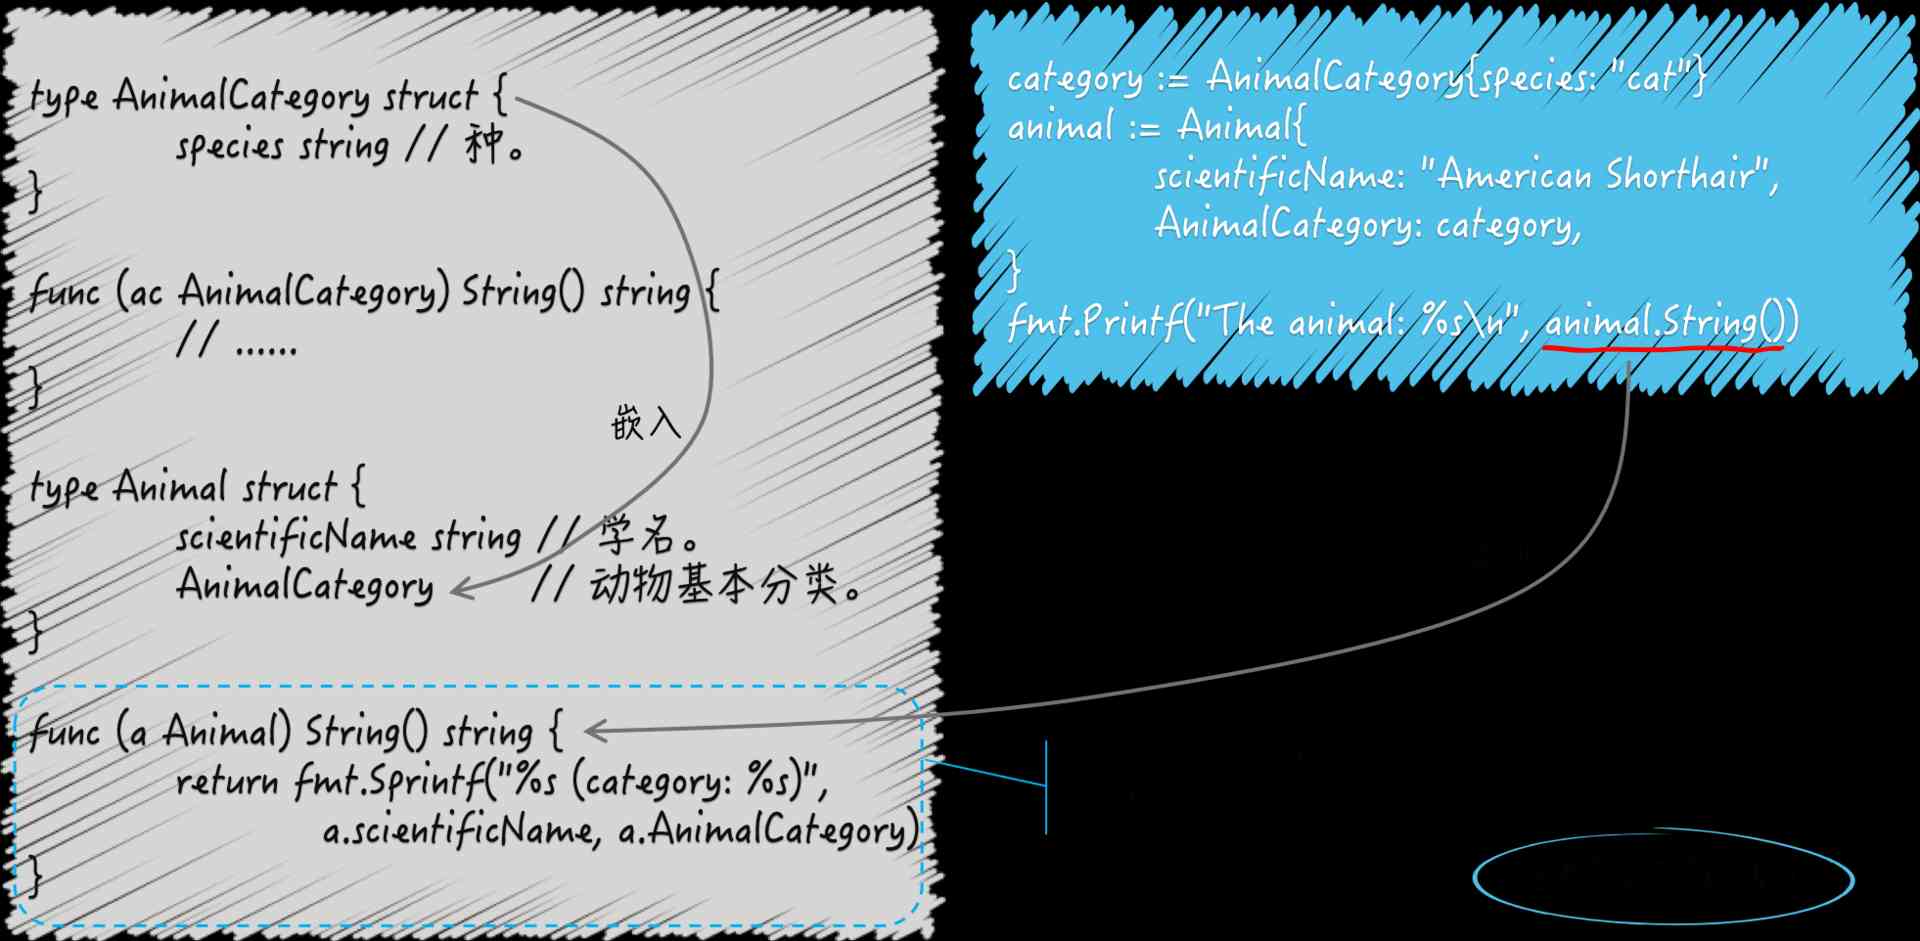 type AnimalCategory struct {
species string // 种。
}
func (ac AnimalCategory) String() string {
// ......
}
嵌入
type Animal struct {
scientificName string // 学名。
AnimalCategory // 动物基本分类。
}
func (a Animal) String() string {
return fmt.Sprintf("%s (category: %s)",
a.scientificName, a.AnimalCategory)
}
category := AnimalCategory{species: "cat"}
animal := Animal{
scientificName: "American Shorthair",
AnimalCategory: category,
}
fmt.Printf("The animal: %s\n", animal.String())